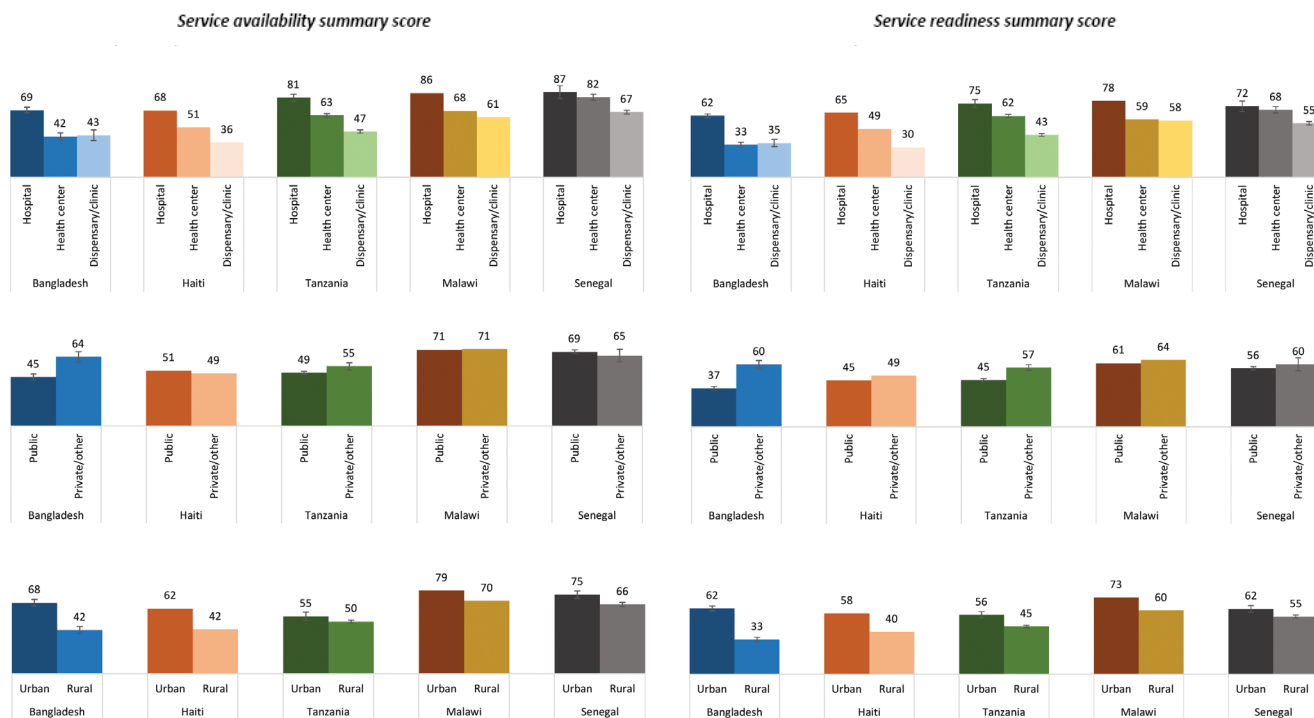 Service availability summary score
Service readiness summary score
69 42 43 68 51 36 81 63 47 86 68 61 87 82 67
Hospital Health center Dispensary/clinic Hospital Health center Dispensary/clinic Hospital Health center Dispensary/clinic Hospital Health center Dispensary/clinic Hospital Health center Dispensary/clinic
Bangladesh Haiti Tanzania Malawi Senegal
62 33 35 65 49 30 75 62 43 78 59 58 72 68 55
Hospital Health center Dispensary/clinic Hospital Health center Dispensary/clinic Hospital Health center Dispensary/clinic Hospital Health center Dispensary/clinic Hospital Health center Dispensary/clinic
Bangladesh Haiti Tanzania Malawi Senegal
45 64 51 49 49 55 71 71 69 65
Public Private/other Public Private/other Public Private/other Public Private/other Public Private/other
Bangladesh Haiti Tanzania Malawi Senegal
37 60 45 49 45 57 61 64 56 60
Public Private/other Public Private/other Public Private/other Public Private/other Public Private/other
Bangladesh Haiti Tanzania Malawi Senegal
68 42 62 42 55 50 79 70 75 66
Urban Rural Urban Rural Urban Rural Urban Rural Urban Rural
Bangladesh Haiti Tanzania Malawi Senegal
62 33 58 40 56 45 73 60 62 55
Urban Rural Urban Rural Urban Rural Urban Rural Urban Rural
Bangladesh Haiti Tanzania Malawi Senegal